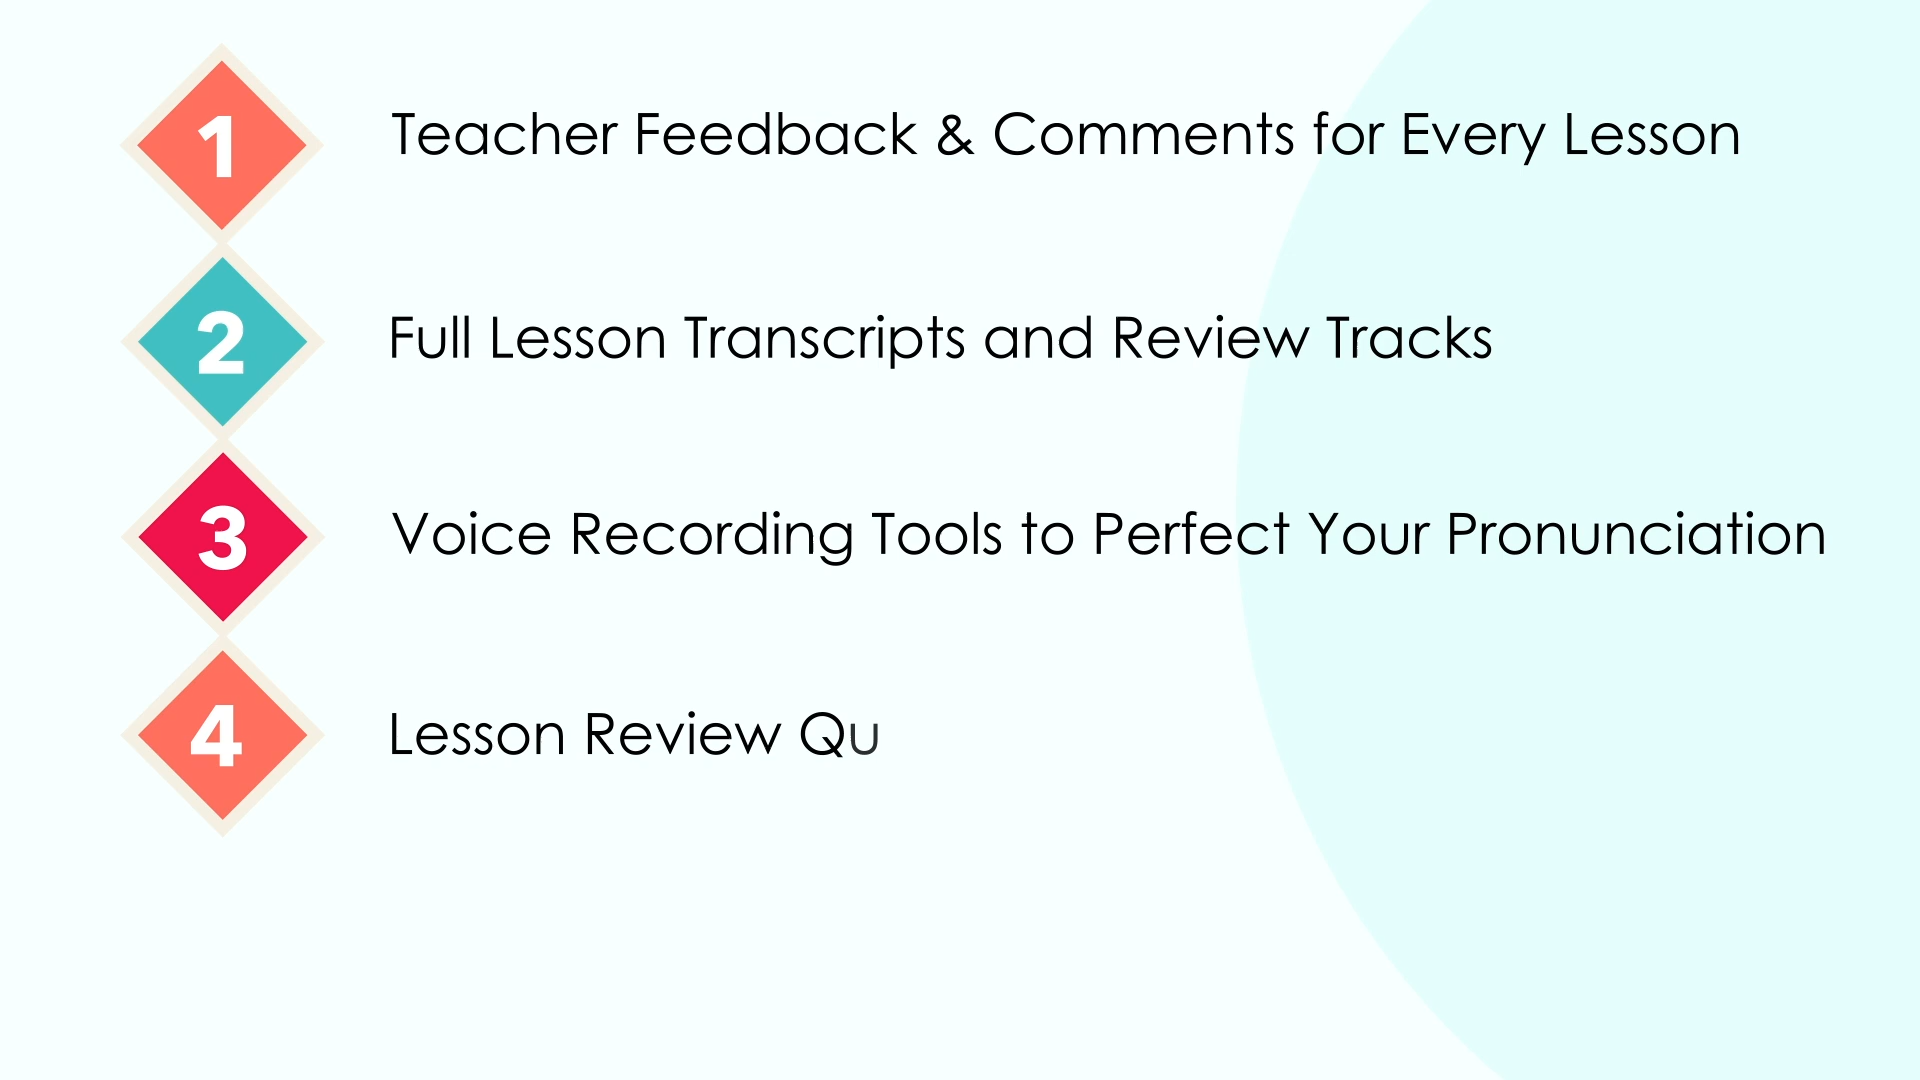 1 Teacher Feedback & Comments for Every Lesson
2 Full Lesson Transcripts and Review Tracks
3 Voice Recording Tools to Perfect Your Pronunciation
4 Lesson Review Qu